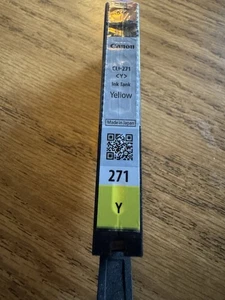 Canon
CLI-271
<Y>
Ink Tank
Yellow
Made in Japan
271
Y